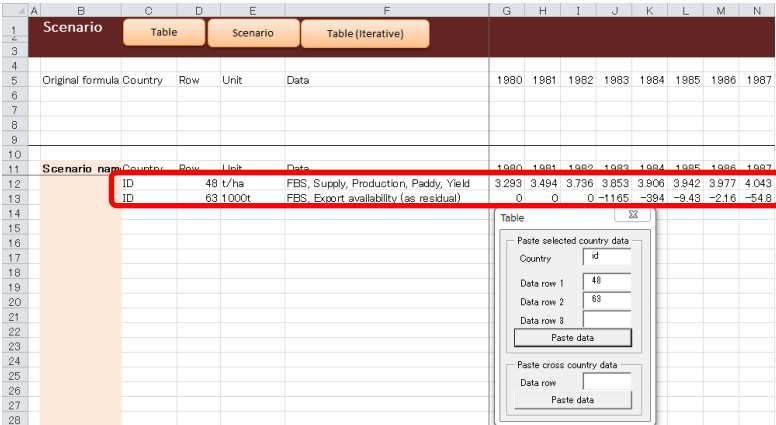 A B C D E F G H I J K L M N
1 Scenario Table Scenario Table (Iterative)
2
3
4
5 Original formula Country Row Unit Data 1980 1981 1982 1983 1984 1985 1986 1987
6
7
8
9
10
11 Scenario nam Country Row Unit Data 1980 1981 1982 1983 1984 1985 1986 1987
12 ID 48 t/ha FBS, Supply, Production, Paddy, Yield 3.293 3.494 3.736 3.853 3.906 3.942 3.977 4.043
13 ID 63 1000t FBS, Export availability (as residual) 0 0 0 -1165 -394 -9.43 -2.16 -54.8
14 Table
15
16 Paste selected country data
17 Country id
18
19 Data row 1 48
20 Data row 2 63
21 Data row 3
22 Paste data
23
24 Paste cross country data
25 Data row
26 Paste data
27
28